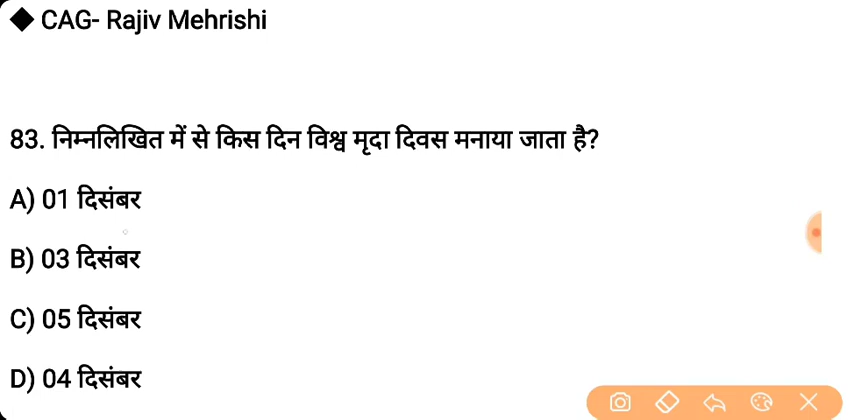 ◆ CAG- Rajiv Mehrishi
83. निम्नलिखित में से किस दिन विश्व मृदा दिवस मनाया जाता है?
A) 01 दिसंबर
B) 03 दिसंबर
C) 05 दिसंबर
D) 04 दिसंबर